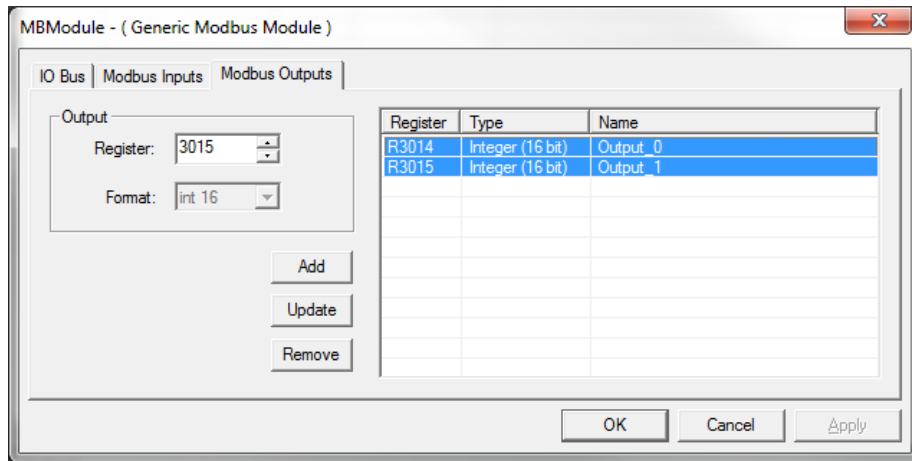 MBModule - ( Generic Modbus Module )
IO Bus Modbus Inputs Modbus Outputs
Output
Register: 3015
Format: int 16
Add
Update
Remove
Register Type Name
R3014 Integer (16 bit) Output_0
R3015 Integer (16 bit) Output_1
OK Cancel Apply